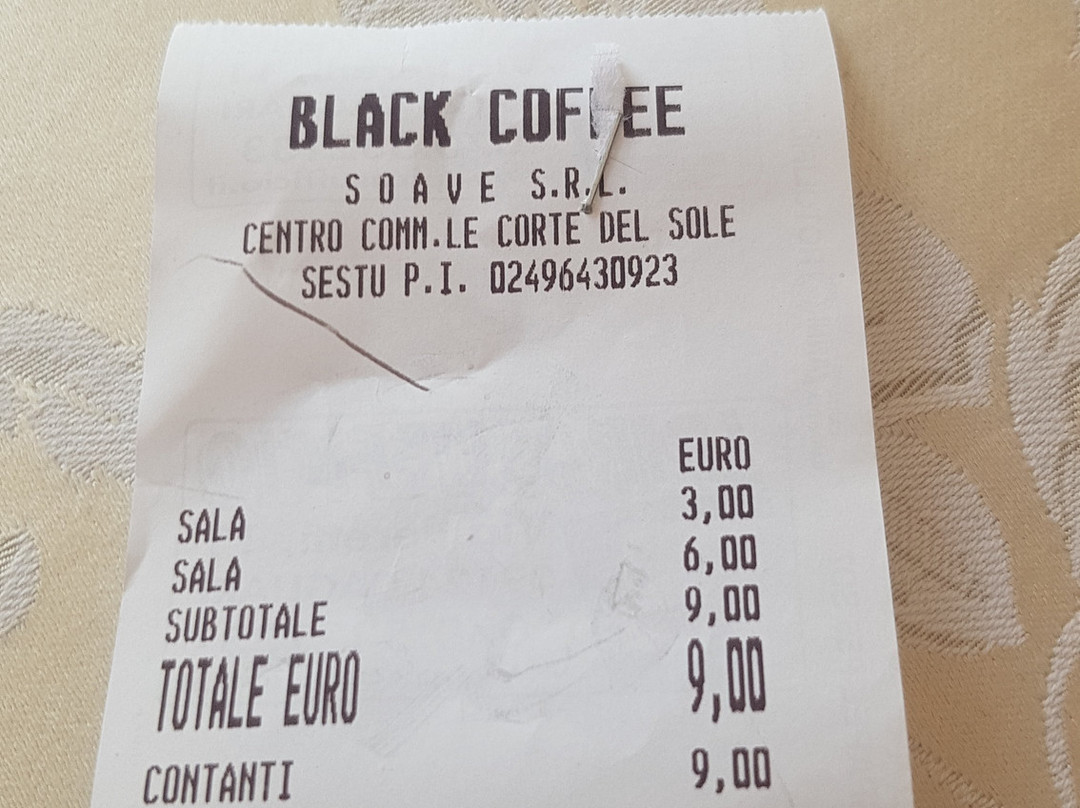 BLACK COFFEE
SOAVE S.R.L.
CENTRO COMM.LE CORTE DEL SOLE
SESTU P.I. 02496430923
EURO
SALA 3,00
SALA 6,00
SUBTOTALE 9,00
TOTALE EURO 9,00
CONTANTI 9,00